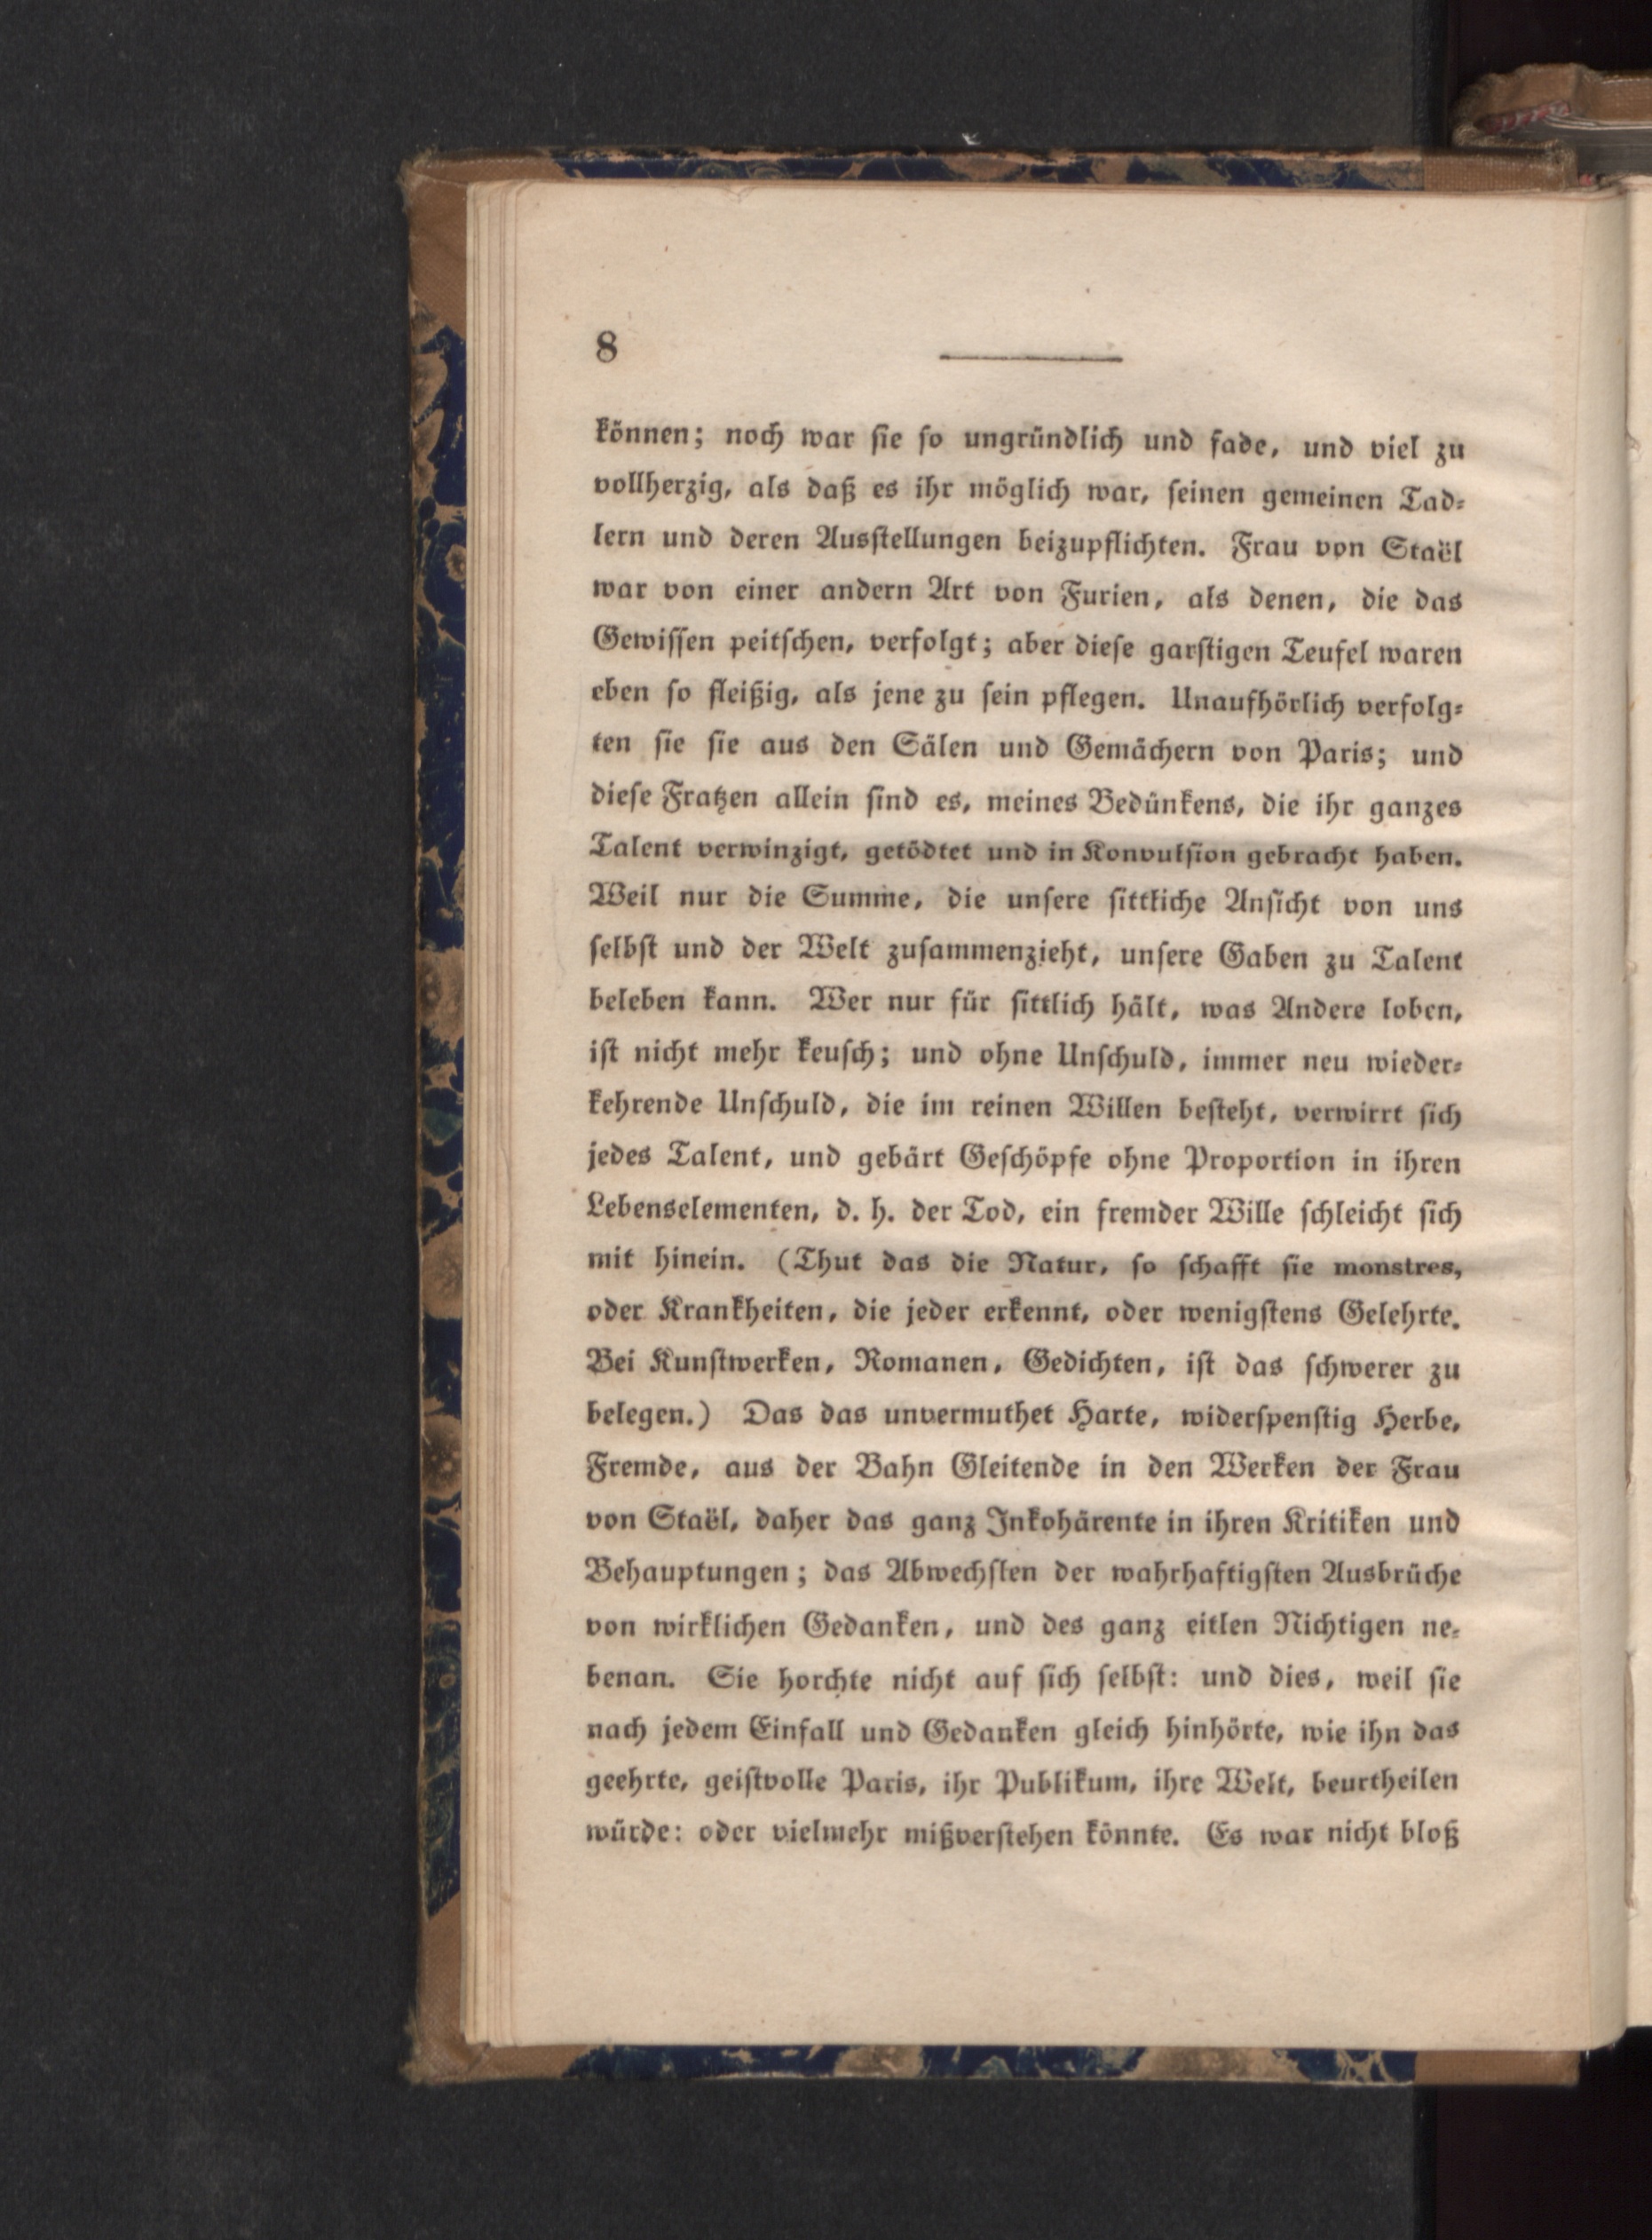 8
können; noch war ſie ſo ungründlich und fade, und viel zu
vollherzig, als daß es ihr möglich war, ſeinen gemeinen Tad⸗
lern und deren Ausſtellungen beizupflichten. Frau von Staël
war von einer andern Art von Furien, als denen, die das
Gewiſſen peitſchen, verfolgt; aber dieſe garſtigen Teufel waren
eben ſo fleißig, als jene zu ſein pflegen. Unaufhörlich verfolg⸗
ten ſie ſie aus den Sälen und Gemächern von Paris; und
dieſe Fratzen allein ſind es, meines Bedünkens, die ihr ganzes
Talent verwinzigt, getödtet und in Konvulſion gebracht haben.
Weil nur die Summe, die unſere ſittliche Anſicht von uns
ſelbſt und der Welt zuſammenzieht, unſere Gaben zu Talent
beleben kann. Wer nur für ſittlich hält, was Andere loben,
iſt nicht mehr keuſch; und ohne Unſchuld, immer neu wieder⸗
kehrende Unſchuld, die im reinen Willen beſteht, verwirrt ſich
jedes Talent, und gebärt Geſchöpfe ohne Proportion in ihren
Lebenselementen, d. h. der Tod, ein fremder Wille ſchleicht ſich
mit hinein. (Thut das die Natur, ſo ſchafft ſie monstres,
oder Krankheiten, die jeder erkennt, oder wenigſtens Gelehrte.
Bei Kunſtwerken, Romanen, Gedichten, iſt das ſchwerer zu
belegen.) Das das unvermuthet Harte, widerſpenſtig Herbe,
Fremde, aus der Bahn Gleitende in den Werken der Frau
von Staël, daher das ganz Inkohärente in ihren Kritiken und
Behauptungen; das Abwechſlen der wahrhaftigſten Ausbrüche
von wirklichen Gedanken, und des ganz eitlen Nichtigen ne⸗
benan. Sie horchte nicht auf ſich ſelbſt: und dies, weil ſie
nach jedem Einfall und Gedanken gleich hinhörte, wie ihn das
geehrte, geiſtvolle Paris, ihr Publikum, ihre Welt, beurtheilen
würde: oder vielmehr mißverſtehen könnte. Es war nicht bloß